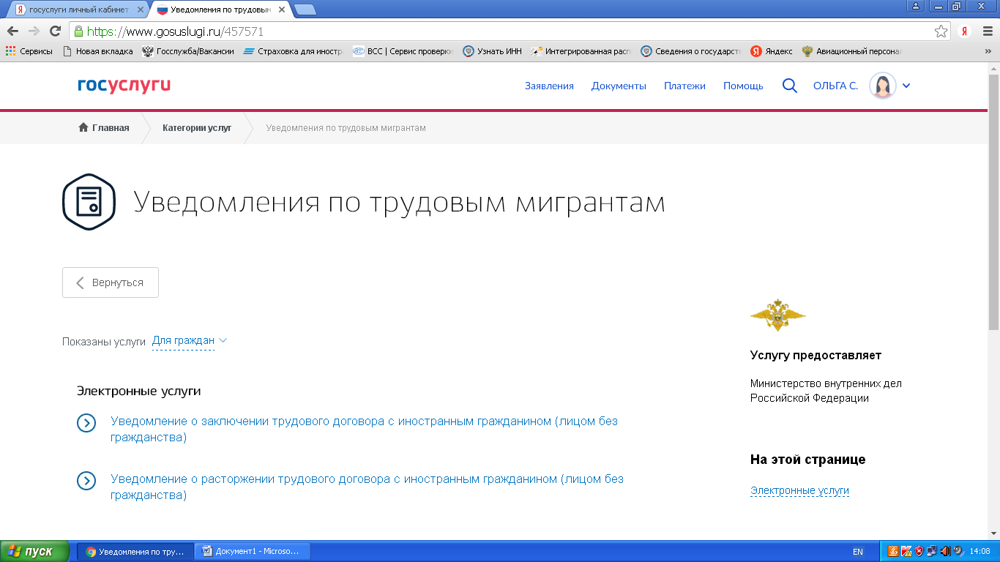 госуслуги личный кабинет
Уведомления по трудовым
https://www.gosuslugi.ru/457571
Сервисы
Новая вкладка
Госслужба/Вакансии
Страховка для иностр
ВСС | Сервис проверки
Узнать ИНН
Интегрированная расп
Сведения о государст
Яндекс
Авиационный персонал
госуслуги
Заявления
Документы
Платежи
Помощь
ОЛЬГА С.
Главная
Категории услуг
Уведомления по трудовым мигрантам
Уведомления по трудовым мигрантам
Вернуться
Показаны услуги Для граждан
Электронные услуги
Уведомление о заключении трудового договора с иностранным гражданином (лицом без
гражданства)
Уведомление о расторжении трудового договора с иностранным гражданином (лицом без
гражданства)
Услугу предоставляет
Министерство внутренних дел
Российской Федерации
На этой странице
Электронные услуги
пуск
Уведомления по тру...
Документ1 - Microso...
EN
14:08